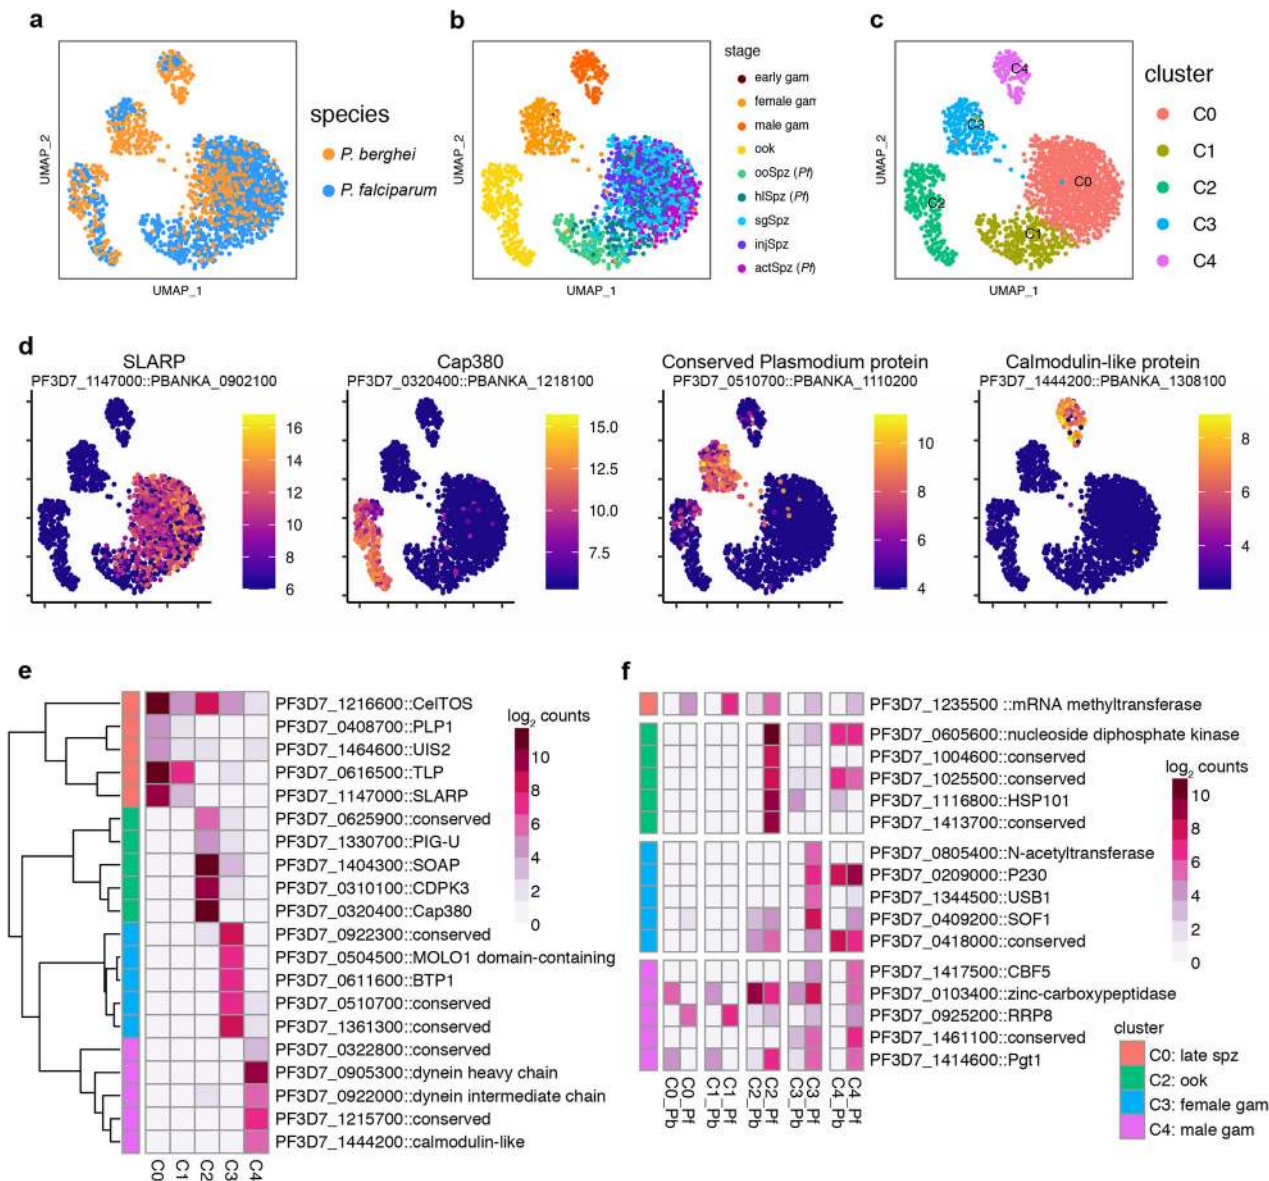 a
UMAP_2
UMAP_1
species
P. berghei
P. falciparum
b
UMAP_2
UMAP_1
stage
early gam
female gam
male gam
ook
ooSpz (Pf)
hlSpz (Pf)
sgSpz
injSpz
actSpz (Pf)
c
C4
C3
C0
C2
C1
UMAP_2
UMAP_1
cluster
C0
C1
C2
C3
C4
d
SLARP
PF3D7_1147000::PBANKA_0902100
16
14
12
10
8
6
Cap380
PF3D7_0320400::PBANKA_1218100
15.0
12.5
10.0
7.5
Conserved Plasmodium protein
PF3D7_0510700::PBANKA_1110200
10
8
6
4
Calmodulin-like protein
PF3D7_1444200::PBANKA_1308100
8
6
4
e
PF3D7_1216600::CelTOS
PF3D7_0408700::PLP1
PF3D7_1464600::UIS2
PF3D7_0616500::TLP
PF3D7_1147000::SLARP
PF3D7_0625900::conserved
PF3D7_1330700::PIG-U
PF3D7_1404300::SOAP
PF3D7_0310100::CDPK3
PF3D7_0320400::Cap380
PF3D7_0922300::conserved
PF3D7_0504500::MOLO1 domain-containing
PF3D7_0611600::BTP1
PF3D7_0510700::conserved
PF3D7_1361300::conserved
PF3D7_0322800::conserved
PF3D7_0905300::dynein heavy chain
PF3D7_0922000::dynein intermediate chain
PF3D7_1215700::conserved
PF3D7_1444200::calmodulin-like
C0
C1
C2
C3
C4
log2 counts
10
8
6
4
2
0
f
PF3D7_1235500 ::mRNA methyltransferase
PF3D7_0605600::nucleoside diphosphate kinase
PF3D7_1004600::conserved
PF3D7_1025500::conserved
PF3D7_1116800::HSP101
PF3D7_1413700::conserved
PF3D7_0805400::N-acetyltransferase
PF3D7_0209000::P230
PF3D7_1344500::USB1
PF3D7_0409200::SOF1
PF3D7_0418000::conserved
PF3D7_1417500::CBF5
PF3D7_0103400::zinc-carboxypeptidase
PF3D7_0925200::RRP8
PF3D7_1461100::conserved
PF3D7_1414600::Pgt1
C0_Pb
C0_Pf
C1_Pb
C1_Pf
C2_Pb
C2_Pf
C3_Pb
C3_Pf
C4_Pb
C4_Pf
log2 counts
10
8
6
4
2
0
cluster
C0: late spz
C2: ook
C3: female gam
C4: male gam